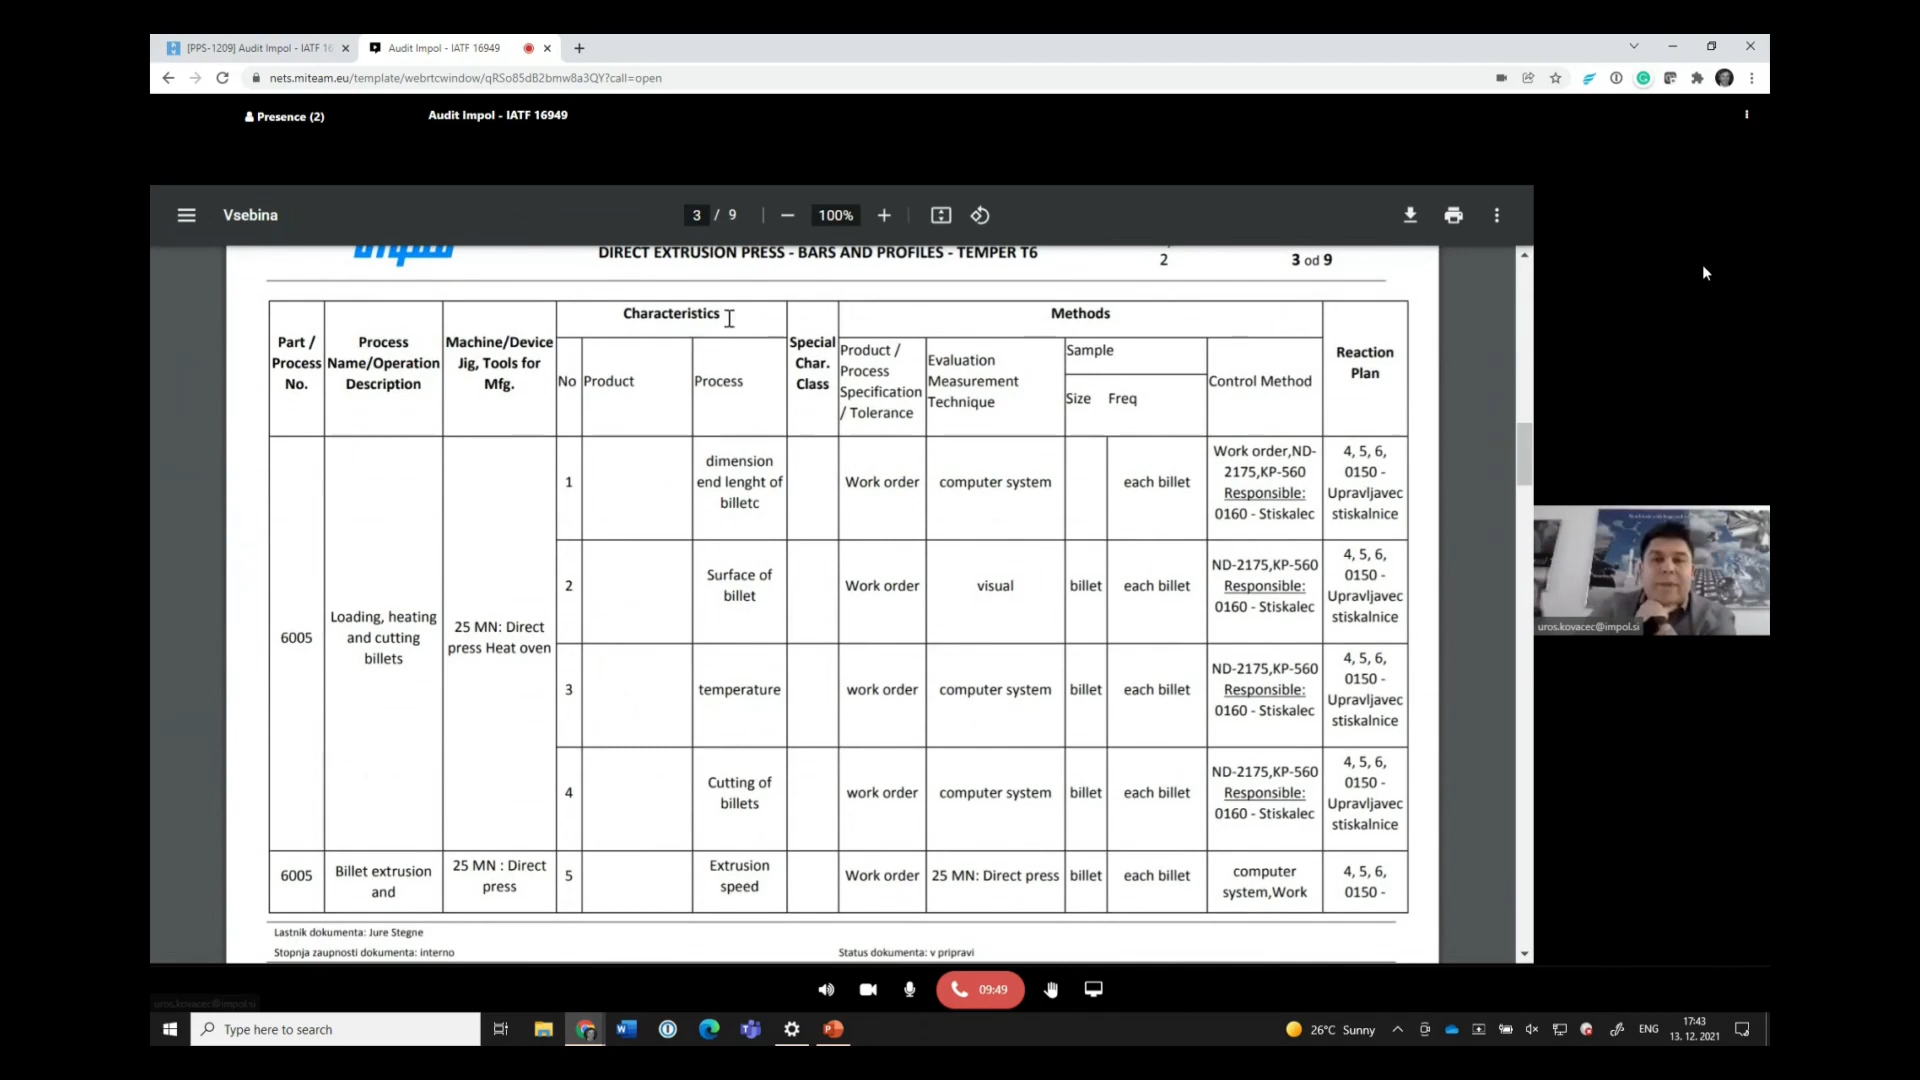 [PPS-1209] Audit Impol - IATF 16
Audit Impol - IATF 16949
nets.miteam.eu/template/webrtcwindow/qRSo85dB2bmw8a3QY?call=open
Presence (2)
Audit Impol - IATF 16949
Vsebina
3 / 9
100%
DIRECT EXTRUSION PRESS - BARS AND PROFILES - TEMPER T6
2
3 od 9
Part /
Process
No.
Process
Name/Operation
Description
Machine/Device
Jig, Tools for
Mfg.
Characteristics
No
Product
Process
Special
Char.
Class
Methods
Product /
Process
Specification
/ Tolerance
Evaluation
Measurement
Technique
Sample
Size Freq
Control Method
Reaction
Plan
6005
Loading, heating
and cutting
billets
25 MN: Direct
press Heat oven
1
dimension
end lenght of
billetc
Work order
computer system
each billet
Work order,ND-
2175,KP-560
Responsible:
0160 - Stiskalec
4, 5, 6,
0150 -
Upravljavec
stiskalnice
2
Surface of
billet
Work order
visual
billet
each billet
ND-2175,KP-560
Responsible:
0160 - Stiskalec
4, 5, 6,
0150 -
Upravljavec
stiskalnice
3
temperature
work order
computer system
billet
each billet
ND-2175,KP-560
Responsible:
0160 - Stiskalec
4, 5, 6,
0150 -
Upravljavec
stiskalnice
4
Cutting of
billets
work order
computer system
billet
each billet
ND-2175,KP-560
Responsible:
0160 - Stiskalec
4, 5, 6,
0150 -
Upravljavec
stiskalnice
6005
Billet extrusion
and
25 MN : Direct
press
5
Extrusion
speed
Work order
25 MN: Direct press
billet
each billet
computer
system,Work
4, 5, 6,
0150 -
Lastnik dokumenta: Jure Stegne
Stopnja zaupnosti dokumenta: interno
Status dokumenta: v pripravi
uros.kovacec@impol.si
uros.kovacec@impol.si
09:49
Type here to search
26°C Sunny
ENG
17:43
13. 12. 2021